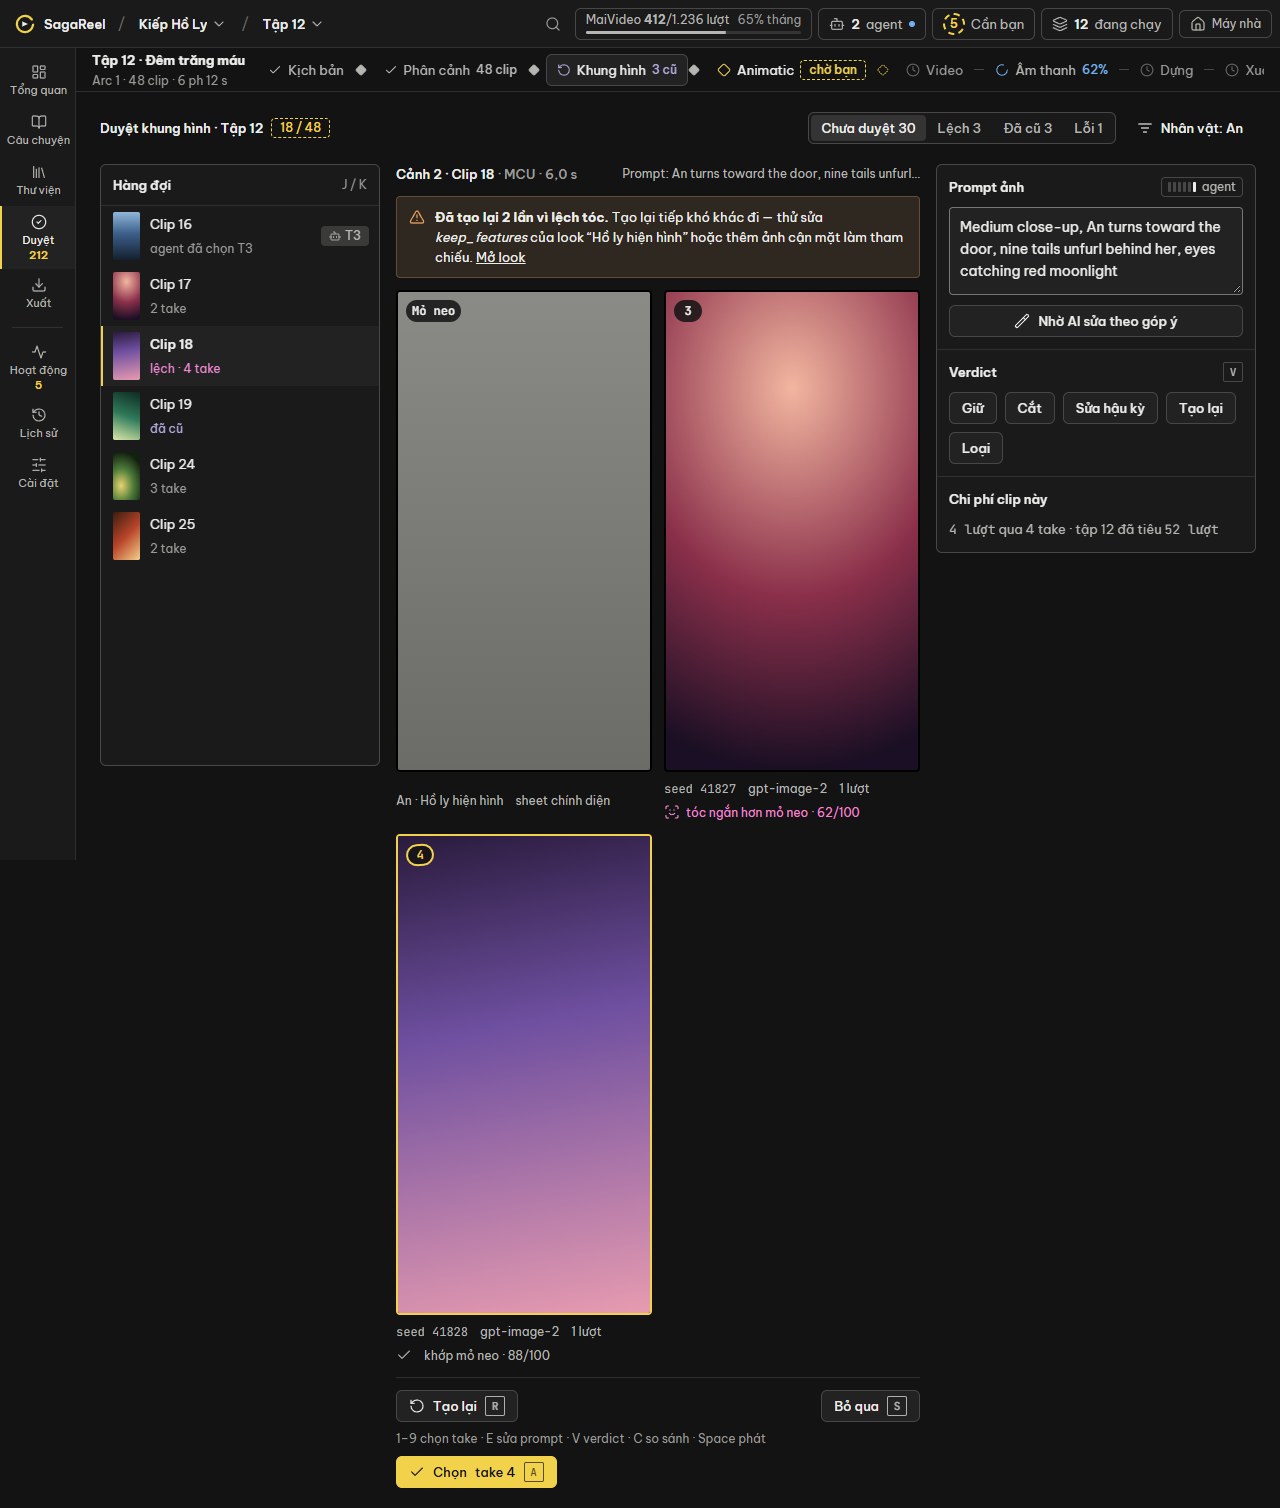 SagaReel / Kiếp Hồ Ly / Tập 12
MaiVideo 412/1.236 lượt 65% tháng
2 agent
5 Cần bạn
12 đang chạy
Máy nhà
Tổng quan
Câu chuyện
Thư viện
Duyệt
212
Xuất
Hoạt động
5
Lịch sử
Cài đặt
Tập 12 · Đêm trăng máu
Arc 1 · 48 clip · 6 ph 12 s
Kịch bản
Phân cảnh 48 clip
Khung hình 3 cũ
Animatic chờ bạn
Video
Âm thanh 62%
Dựng
Duyệt khung hình · Tập 12 18 / 48
Chưa duyệt 30 Lệch 3 Đã cũ 3 Lỗi 1
Nhân vật: An
Hàng đợi J / K
Clip 16
agent đã chọn T3
T3
Clip 17
2 take
Clip 18
lệch · 4 take
Clip 19
đã cũ
Clip 24
3 take
Clip 25
2 take
Cảnh 2 · Clip 18 · MCU · 6,0 s
Prompt: An turns toward the door, nine tails unfurl…
Đã tạo lại 2 lần vì lệch tóc. Tạo lại tiếp khó khác đi — thử sửa
keep_features của look “Hồ ly hiện hình” hoặc thêm ảnh cận mặt làm tham
chiếu. Mở look
Mỏ neo
An · Hồ ly hiện hình sheet chính diện
3
seed 41827 gpt-image-2 1 lượt
tóc ngắn hơn mỏ neo · 62/100
4
seed 41828 gpt-image-2 1 lượt
khớp mỏ neo · 88/100
Tạo lại R
Bỏ qua S
1–9 chọn take · E sửa prompt · V verdict · C so sánh · Space phát
Chọn take 4 A
Prompt ảnh
agent
Medium close-up, An turns toward the
door, nine tails unfurl behind her, eyes
catching red moonlight
Nhờ AI sửa theo góp ý
Verdict V
Giữ Cắt Sửa hậu kỳ Tạo lại
Loại
Chi phí clip này
4 lượt qua 4 take · tập 12 đã tiêu 52 lượt